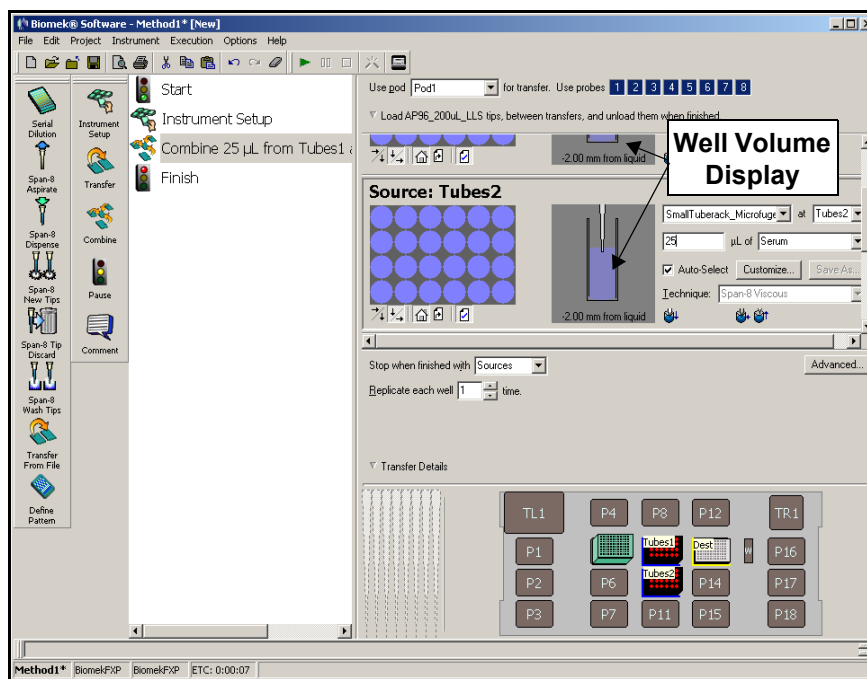 Biomek® Software - Method1* [New]
File Edit Project Instrument Execution Options Help
Serial Dilution
Span-8 Aspirate
Span-8 Dispense
Span-8 New Tips
Span-8 Tip Discard
Span-8 Wash Tips
Transfer From File
Define Pattern
Instrument Setup
Transfer
Combine
Pause
Comment
Start
Instrument Setup
Combine 25 µL from Tubes1
Finish
Use pod Pod1 for transfer. Use probes 1 2 3 4 5 6 7 8
Load AP96_200uL_LLS tips, between transfers, and unload them when finished
-2.00 mm from liquid
Well Volume
Display
Source: Tubes2
SmallTuberack_Microfuge at Tubes2
25 µL of Serum
Auto-Select Customize... Save As...
Technique: Span-8 Viscous
-2.00 mm from liquid
Stop when finished with Sources Advanced...
Replicate each well 1 time.
Transfer Details
TL1 P4 P8 P12 TR1
P1 Tubes1 Dest W P16
P2 P6 Tubes2 P14 P17
P3 P7 P11 P15 P18
Method1* BiomekFXP BiomekFXP ETC: 0:00:07